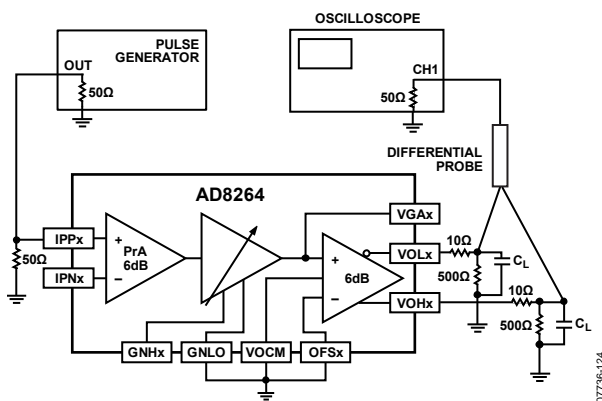 OSCILLOSCOPE
PULSE
GENERATOR
OUT
50Ω
CH1
50Ω
DIFFERENTIAL
PROBE
AD8264
IPPx
IPNx
50Ω
+
PrA
6dB
−
+
6dB
−
VGAx
VOLx
VOHx
10Ω
500Ω
CL
10Ω
500Ω
CL
GNHx
GNLO
VOCM
OFSx
07736-124